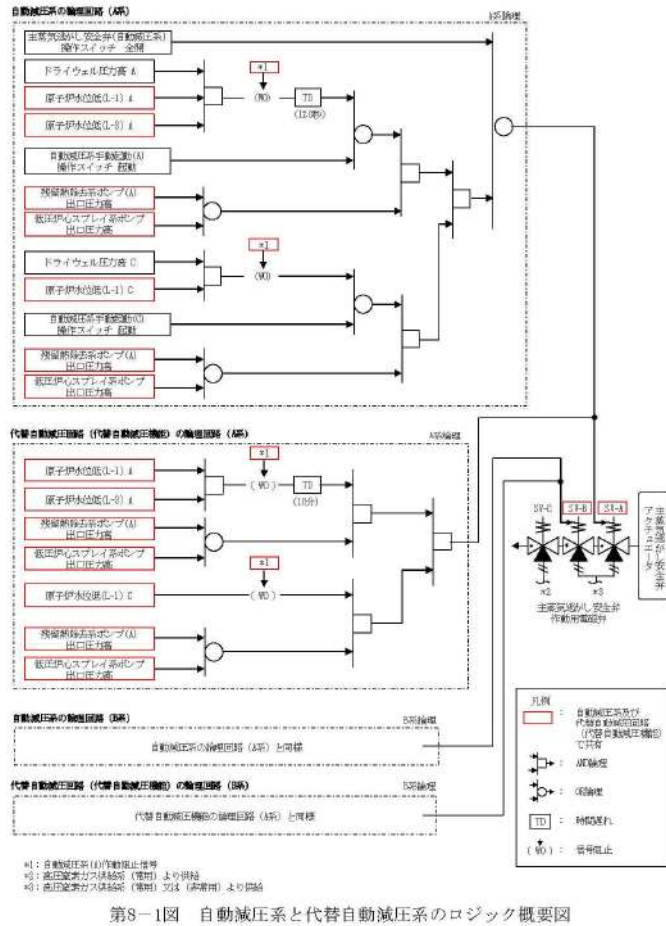 自動減圧系の論理回路(A系)
A系論理
主蒸気逃がし安全弁(自動減圧系)
操作スイッチ 全開
ドライウェル圧力高 A
原子炉水位低(L-1) A
原子炉水位低(L-3) A
*1
(WO)
TD
(120秒)
自動減圧系手動起動(A)
操作スイッチ 起動
残留熱除去系ポンプ(A)
出口圧力高
低圧炉心スプレイ系ポンプ
出口圧力高
ドライウェル圧力高 C
原子炉水位低(L-1) C
*1
(WO)
自動減圧系手動起動(C)
操作スイッチ 起動
残留熱除去系ポンプ(A)
出口圧力高
低圧炉心スプレイ系ポンプ
出口圧力高
代替自動減圧回路(代替自動減圧機能)の論理回路(A系)
A系論理
原子炉水位低(L-1) A
原子炉水位低(L-3) A
*1
(WO)
TD
(10分)
残留熱除去系ポンプ(A)
出口圧力高
低圧炉心スプレイ系ポンプ
出口圧力高
原子炉水位低(L-1) C
*1
(WO)
残留熱除去系ポンプ(A)
出口圧力高
低圧炉心スプレイ系ポンプ
出口圧力高
SV-C
SV-B
SV-A
*2
*3
主蒸気逃がし安全弁
アクチュエータ
主蒸気逃がし安全弁
作動用電磁弁
自動減圧系の論理回路(B系)
B系論理
自動減圧系の論理回路(A系)と同様
代替自動減圧回路(代替自動減圧機能)の論理回路(B系)
B系論理
代替自動減圧機能の論理回路(A系)と同様
凡例
: 自動減圧系及び
代替自動減圧回路
(代替自動減圧機能)
で共有
: AND論理
: OR論理
TD : 時間遅れ
(WO) : 信号阻止
*1:自動減圧系(A)作動阻止信号
*2:高圧窒素ガス供給系(常用)より供給
*3:高圧窒素ガス供給系(常用)又は(非常用)より供給
第8-1図 自動減圧系と代替自動減圧系のロジック概要図